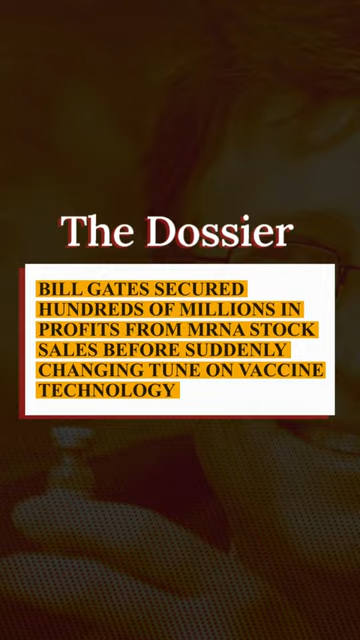 The Dossier
BILL GATES SECURED
HUNDREDS OF MILLIONS IN
PROFITS FROM MRNA STOCK
SALES BEFORE SUDDENLY
CHANGING TUNE ON VACCINE
TECHNOLOGY